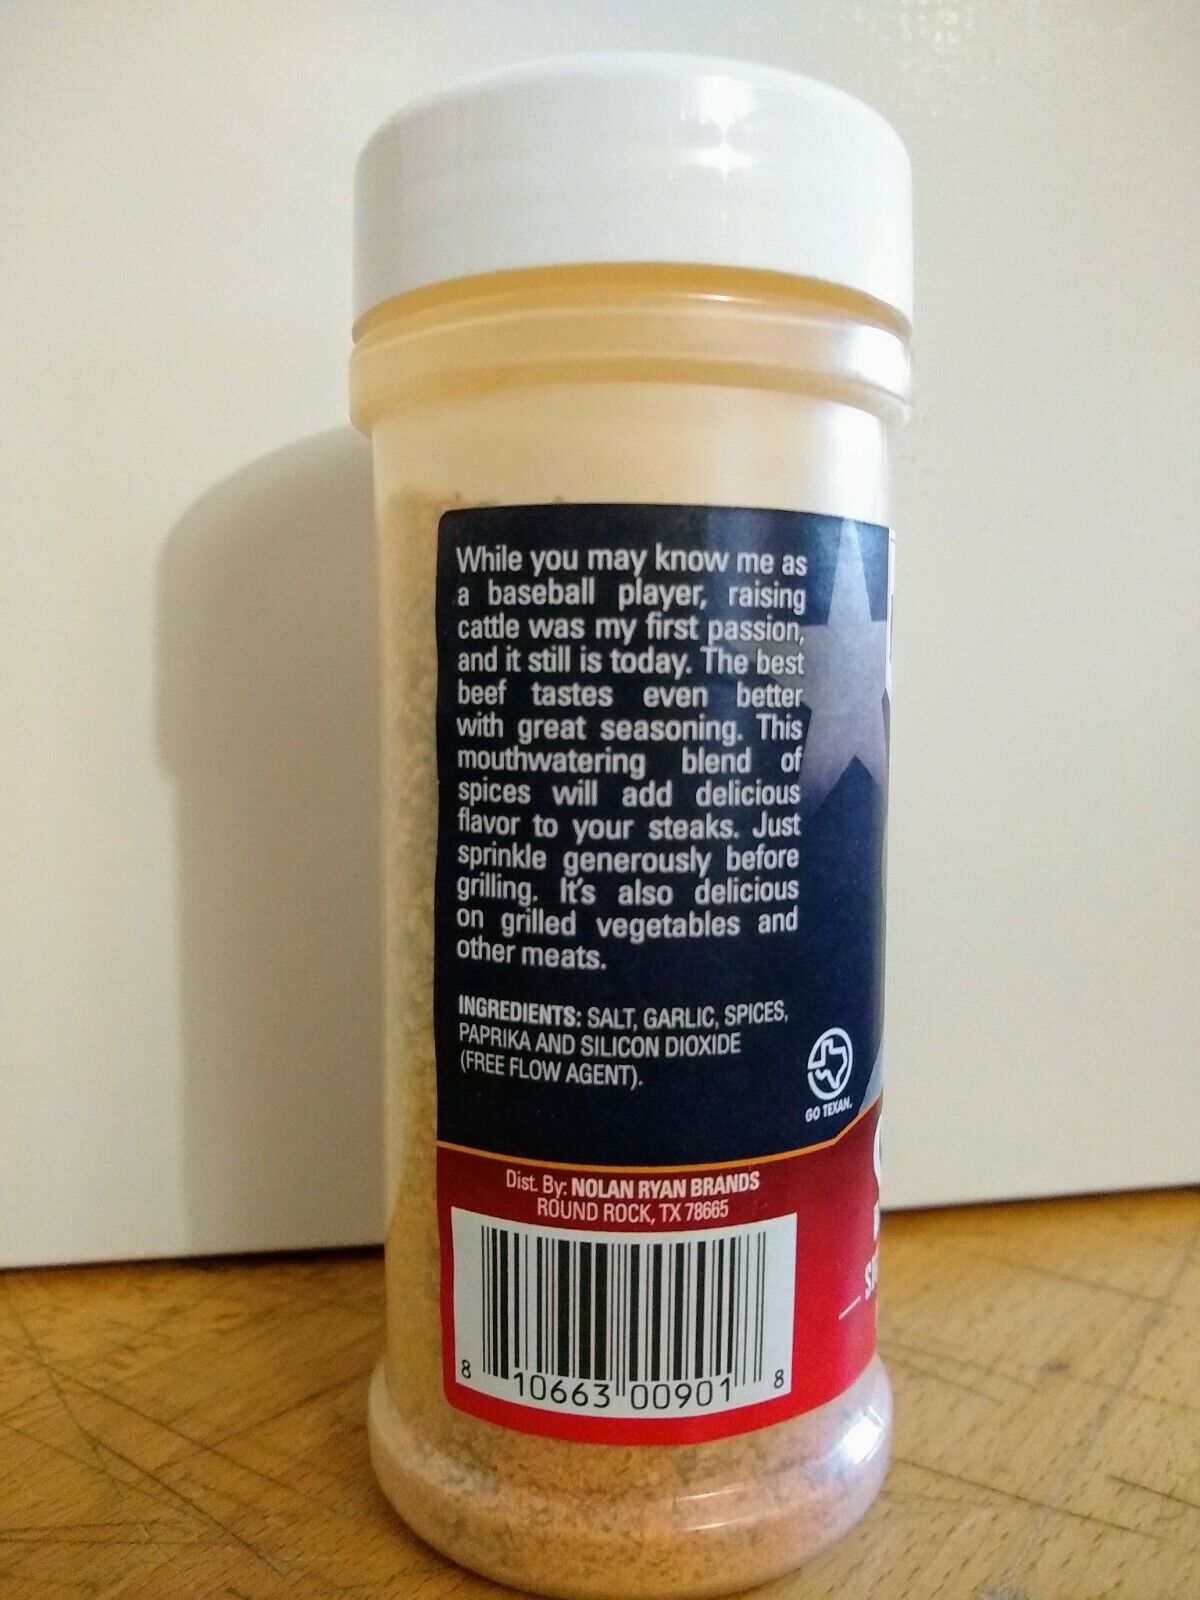 While you may know me as
a baseball player, raising
cattle was my first passion,
and it still is today. The best
beef tastes even better
with great seasoning. This
mouthwatering blend of
spices will add delicious
flavor to your steaks. Just
sprinkle generously before
grilling. It's also delicious
on grilled vegetables and
other meats.
INGREDIENTS: SALT, GARLIC, SPICES,
PAPRIKA AND SILICON DIOXIDE
(FREE FLOW AGENT).
GO TEXAN.
Dist. By: NOLAN RYAN BRANDS
ROUND ROCK, TX 78665
8 10663 00901 8